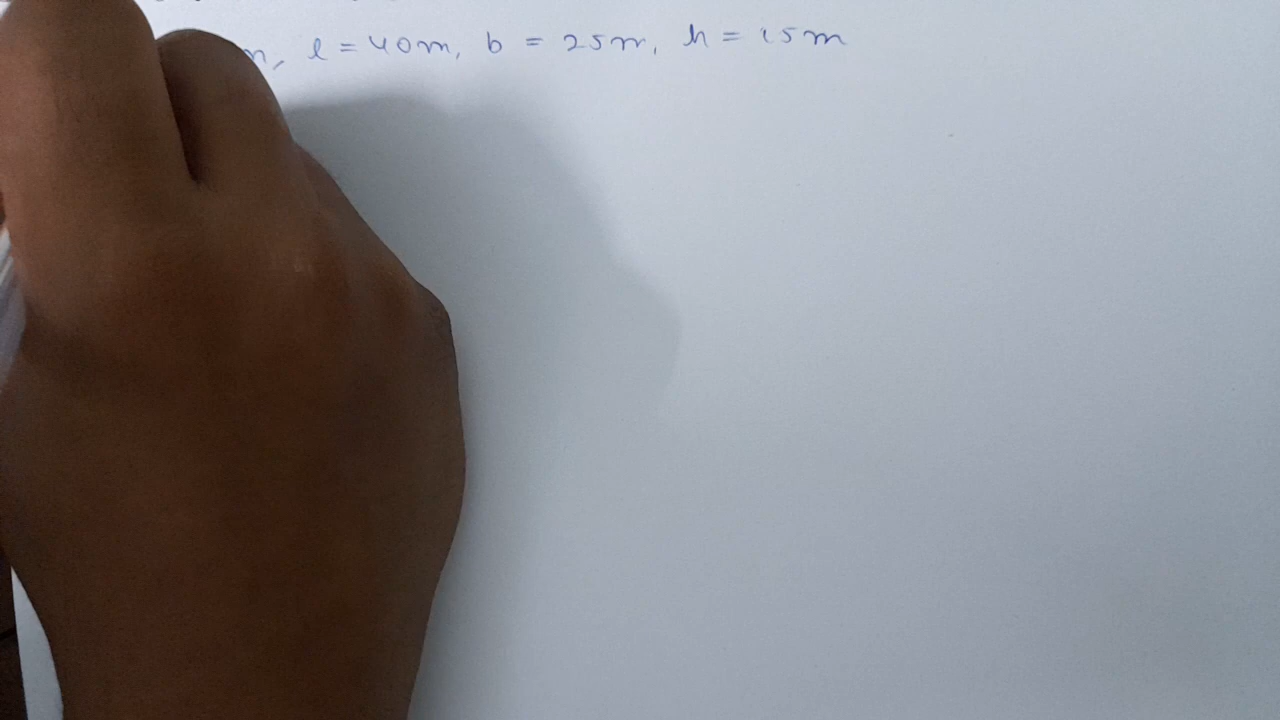 l = 40m, b = 25m, h = 15m